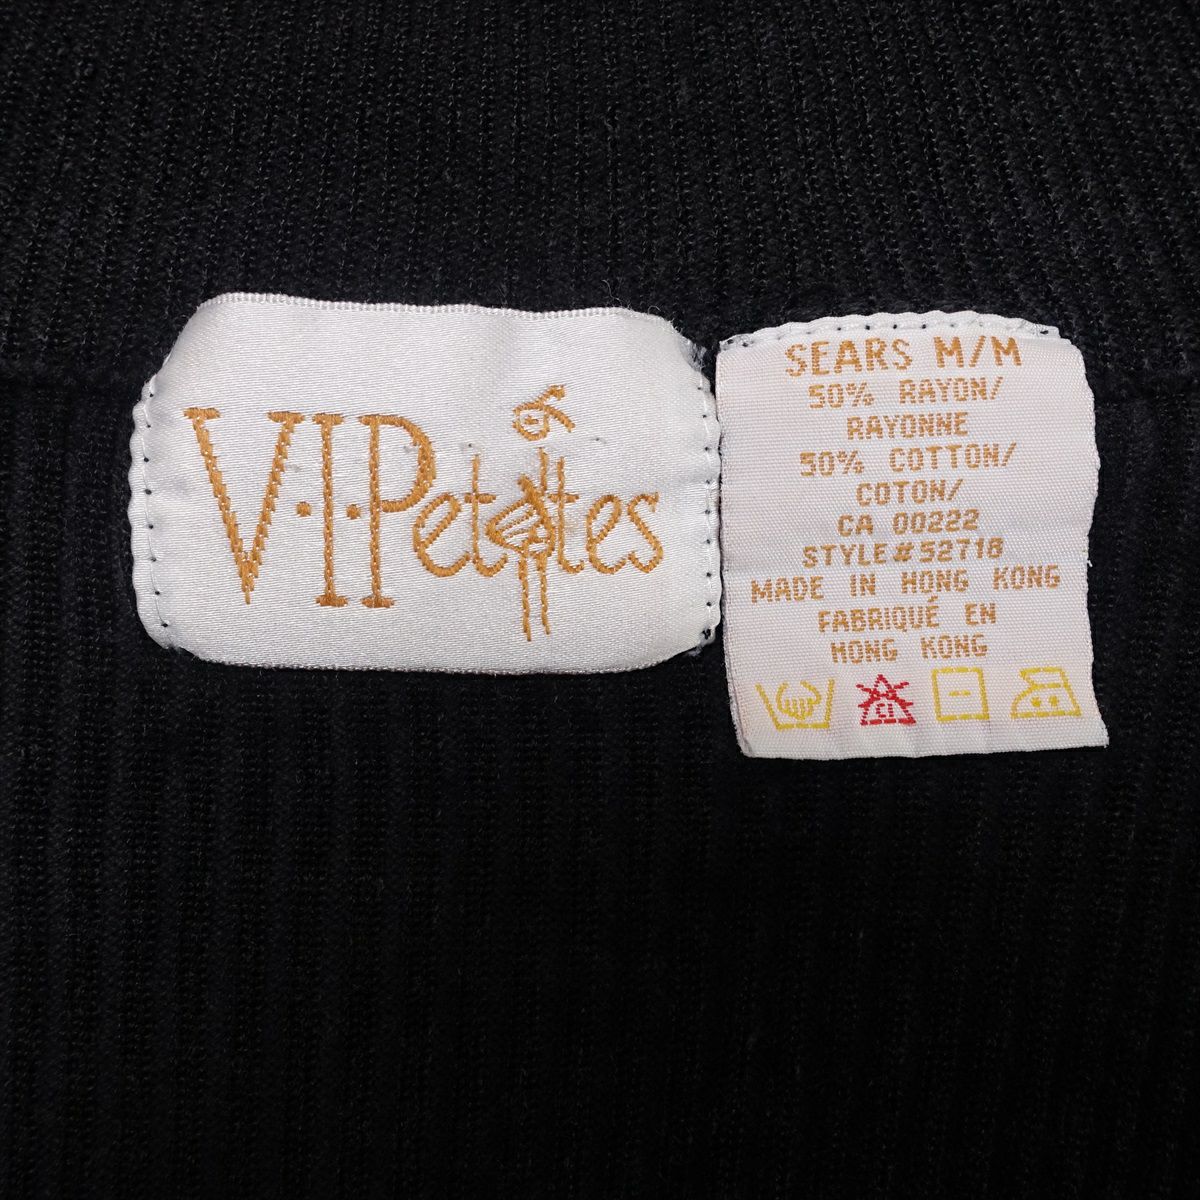 V·I·Petites
SEARS M/M
50% RAYON/
RAYONNE
50% COTTON/
COTON/
CA 00222
STYLE#52718
MADE IN HONG KONG
FABRIQUÉ EN
HONG KONG
Cl